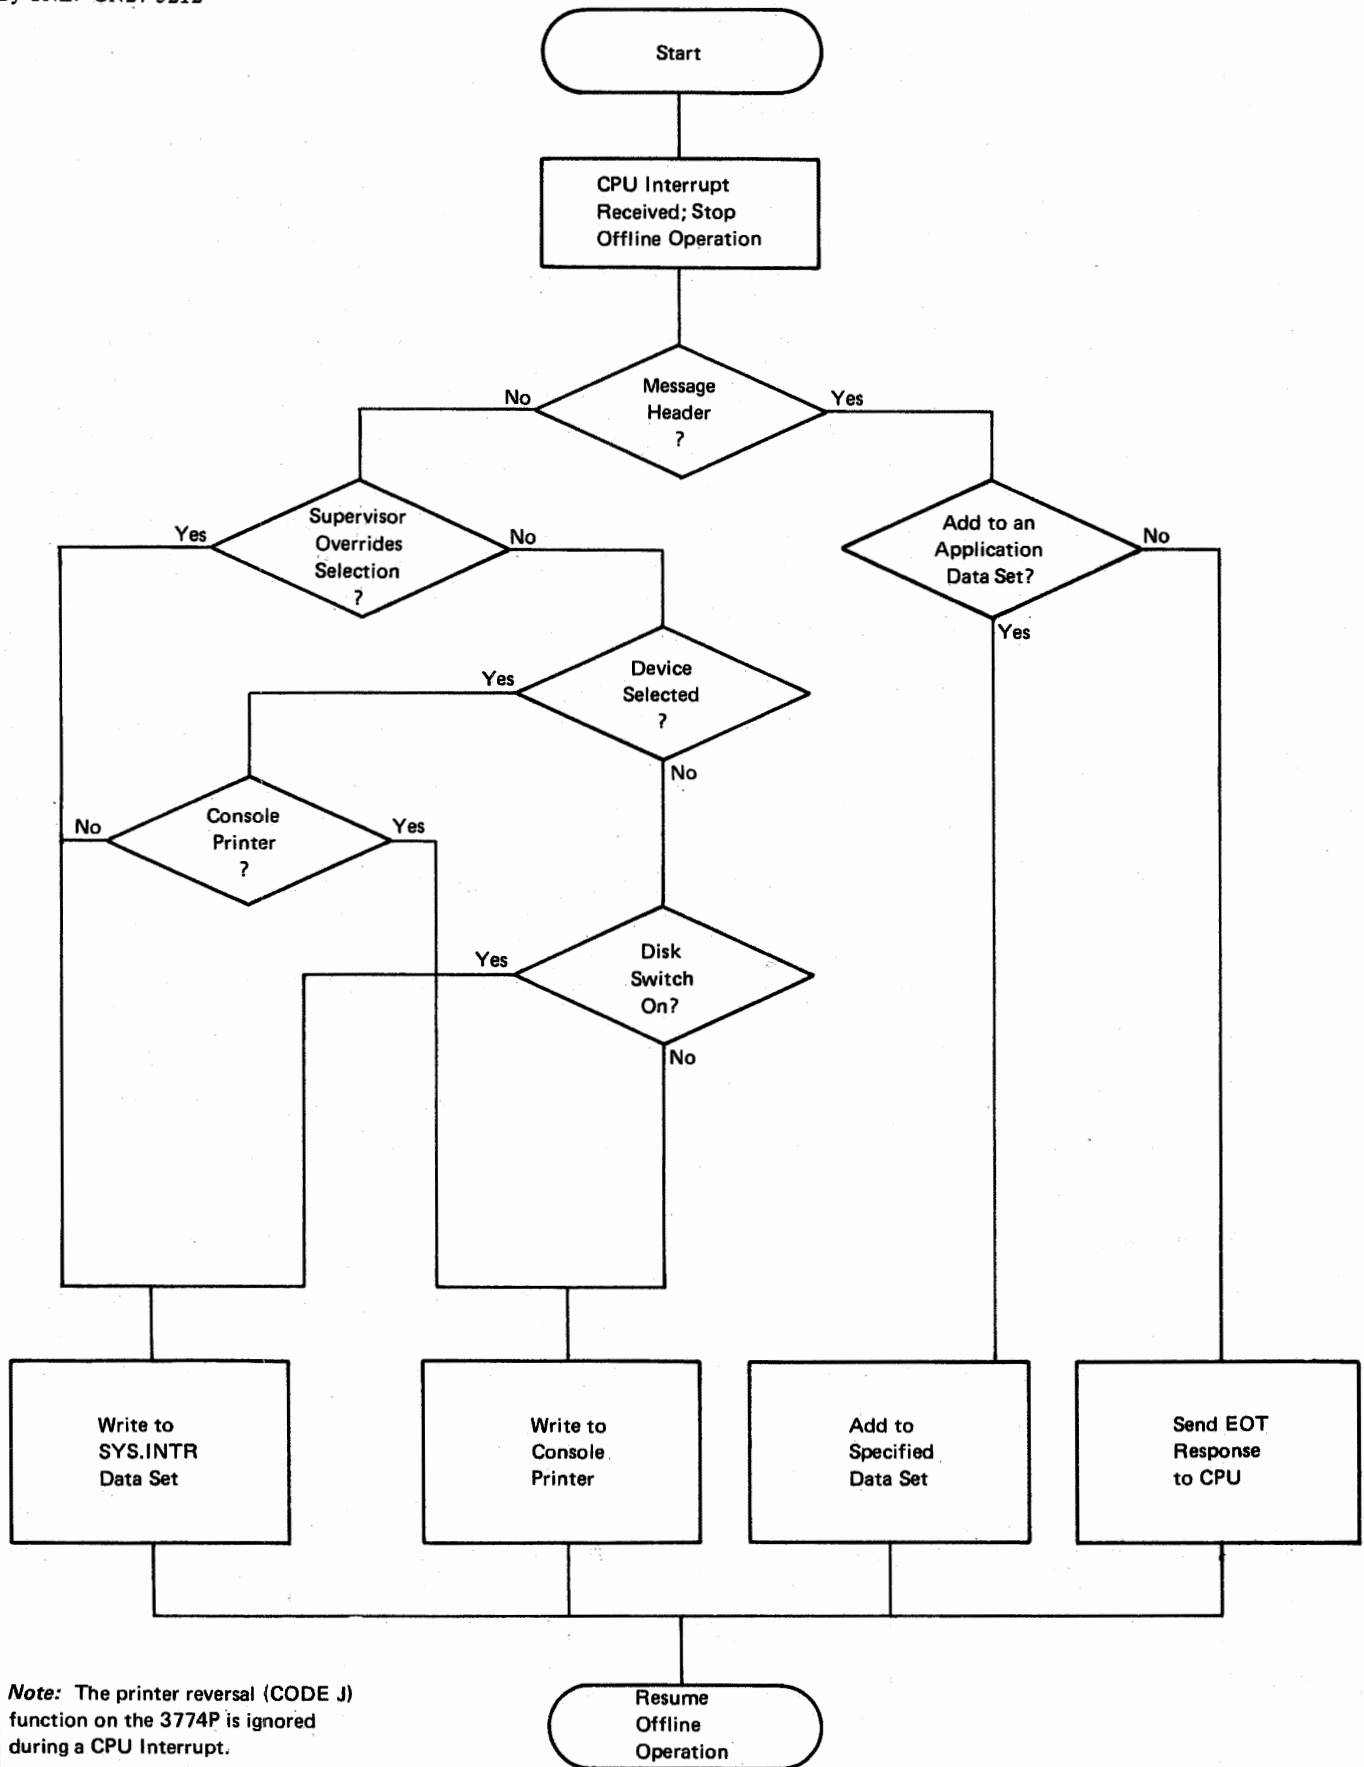 Start
CPU Interrupt
Received; Stop
Offline Operation
Message
Header
?
No
Yes
Supervisor
Overrides
Selection
?
Yes
No
Add to an
Application
Data Set?
No
Yes
Device
Selected
?
Yes
No
Console
Printer
?
No
Yes
Disk
Switch
On?
Yes
No
Write to
SYS.INTR
Data Set
Write to
Console
Printer
Add to
Specified
Data Set
Send EOT
Response
to CPU
Resume
Offline
Operation
Note: The printer reversal (CODE J)
function on the 3774P is ignored
during a CPU Interrupt.